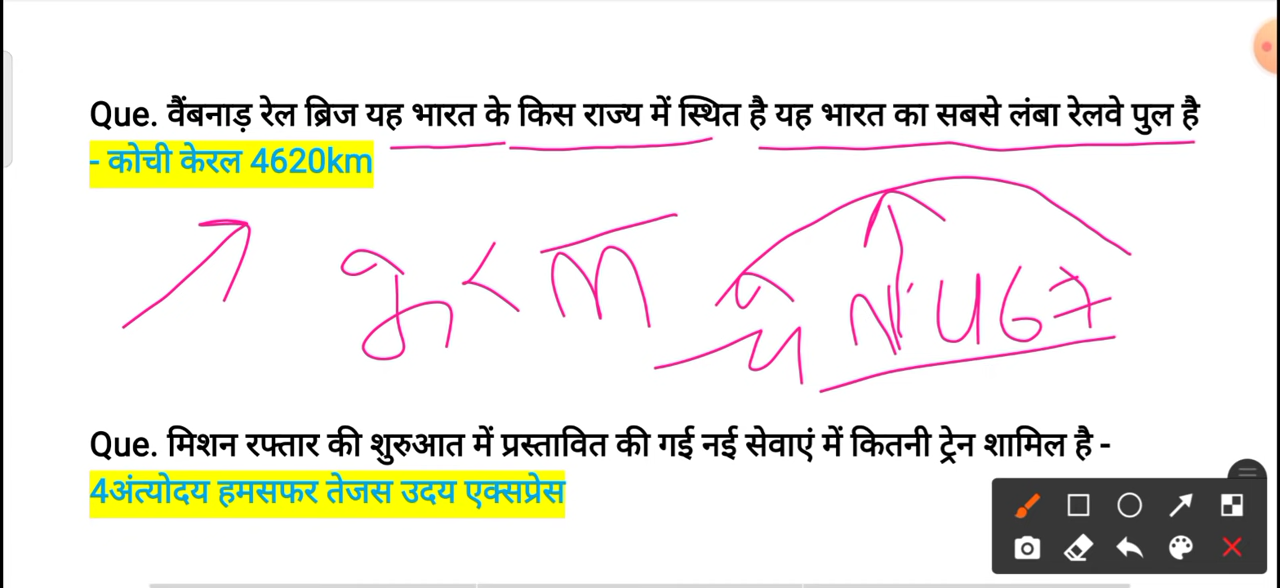 Que. वैंबनाड़ रेल ब्रिज यह भारत के किस राज्य में स्थित है यह भारत का सबसे लंबा रेलवे पुल है
- कोची केरल 4620km
Que. मिशन रफ्तार की शुरुआत में प्रस्तावित की गई नई सेवाएं में कितनी ट्रेन शामिल है -
4अंत्योदय हमसफर तेजस उदय एक्सप्रेस